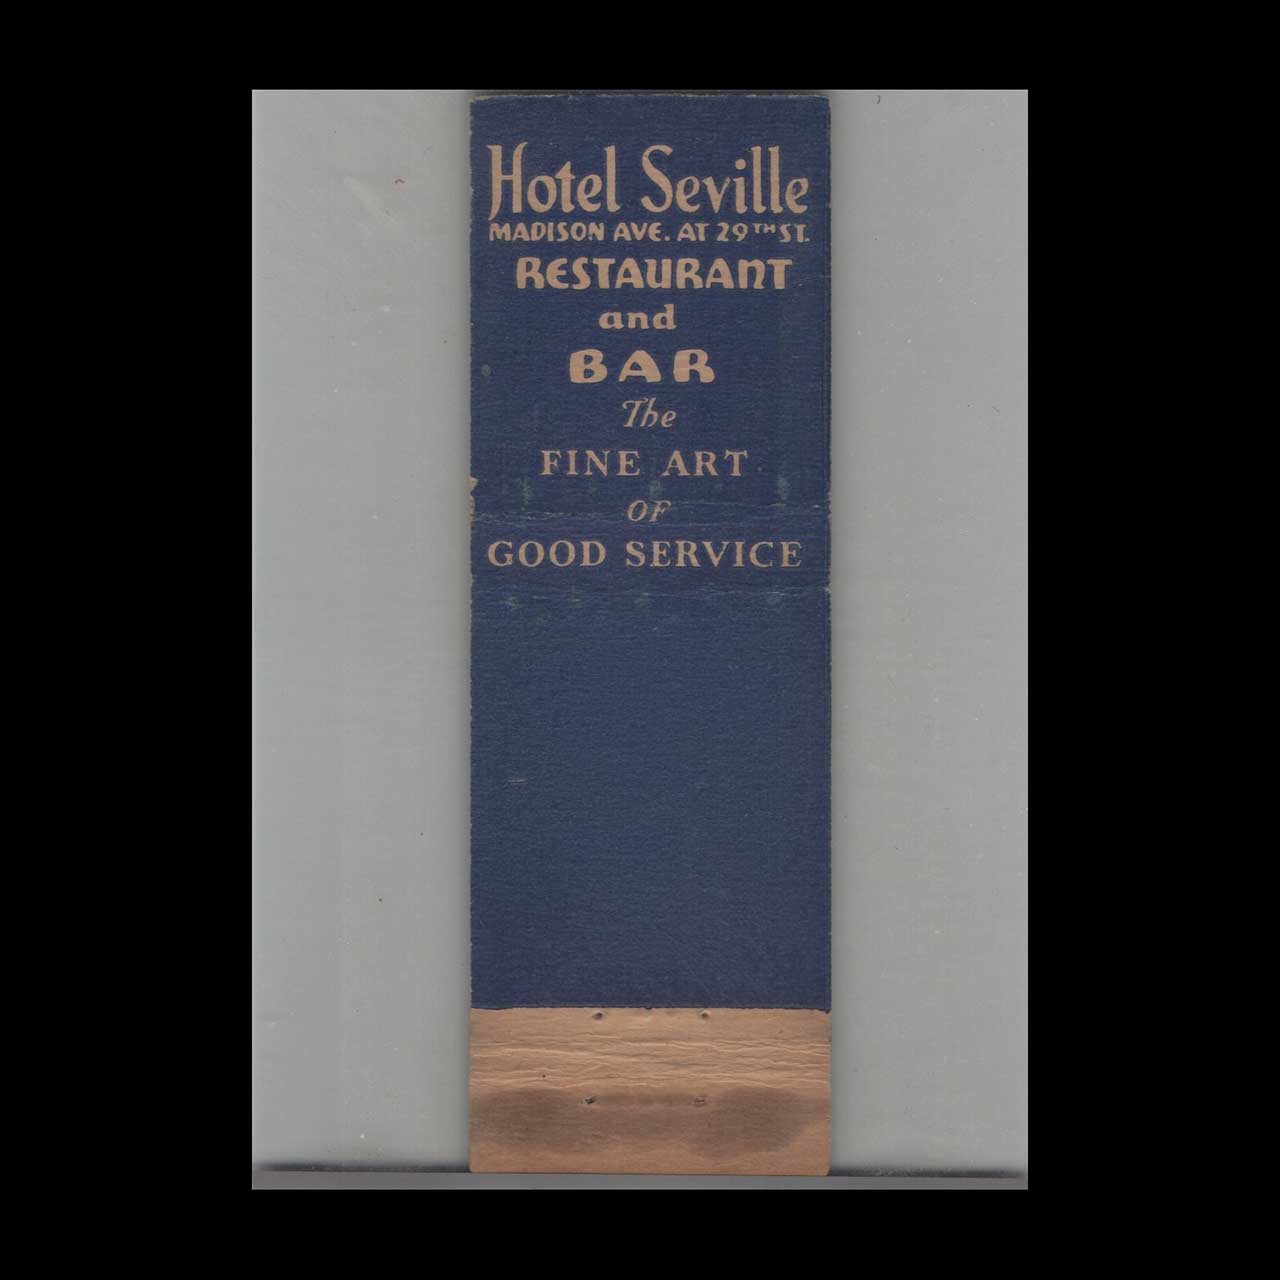 Hotel Seville
MADISON AVE. AT 29TH ST.
RESTAURANT
and
BAR
The
FINE ART
OF
GOOD SERVICE